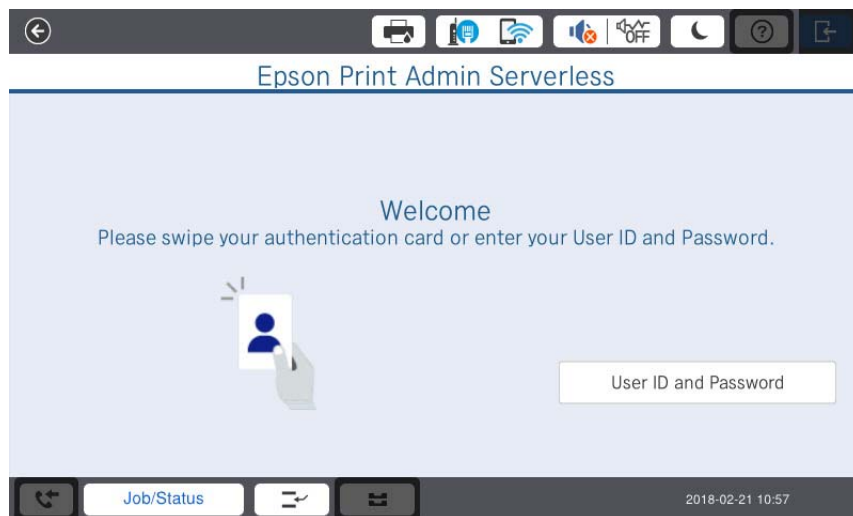 OFF
Epson Print Admin Serverless
Welcome
Please swipe your authentication card or enter your User ID and Password.
User ID and Password
Job/Status
2018-02-21 10:57